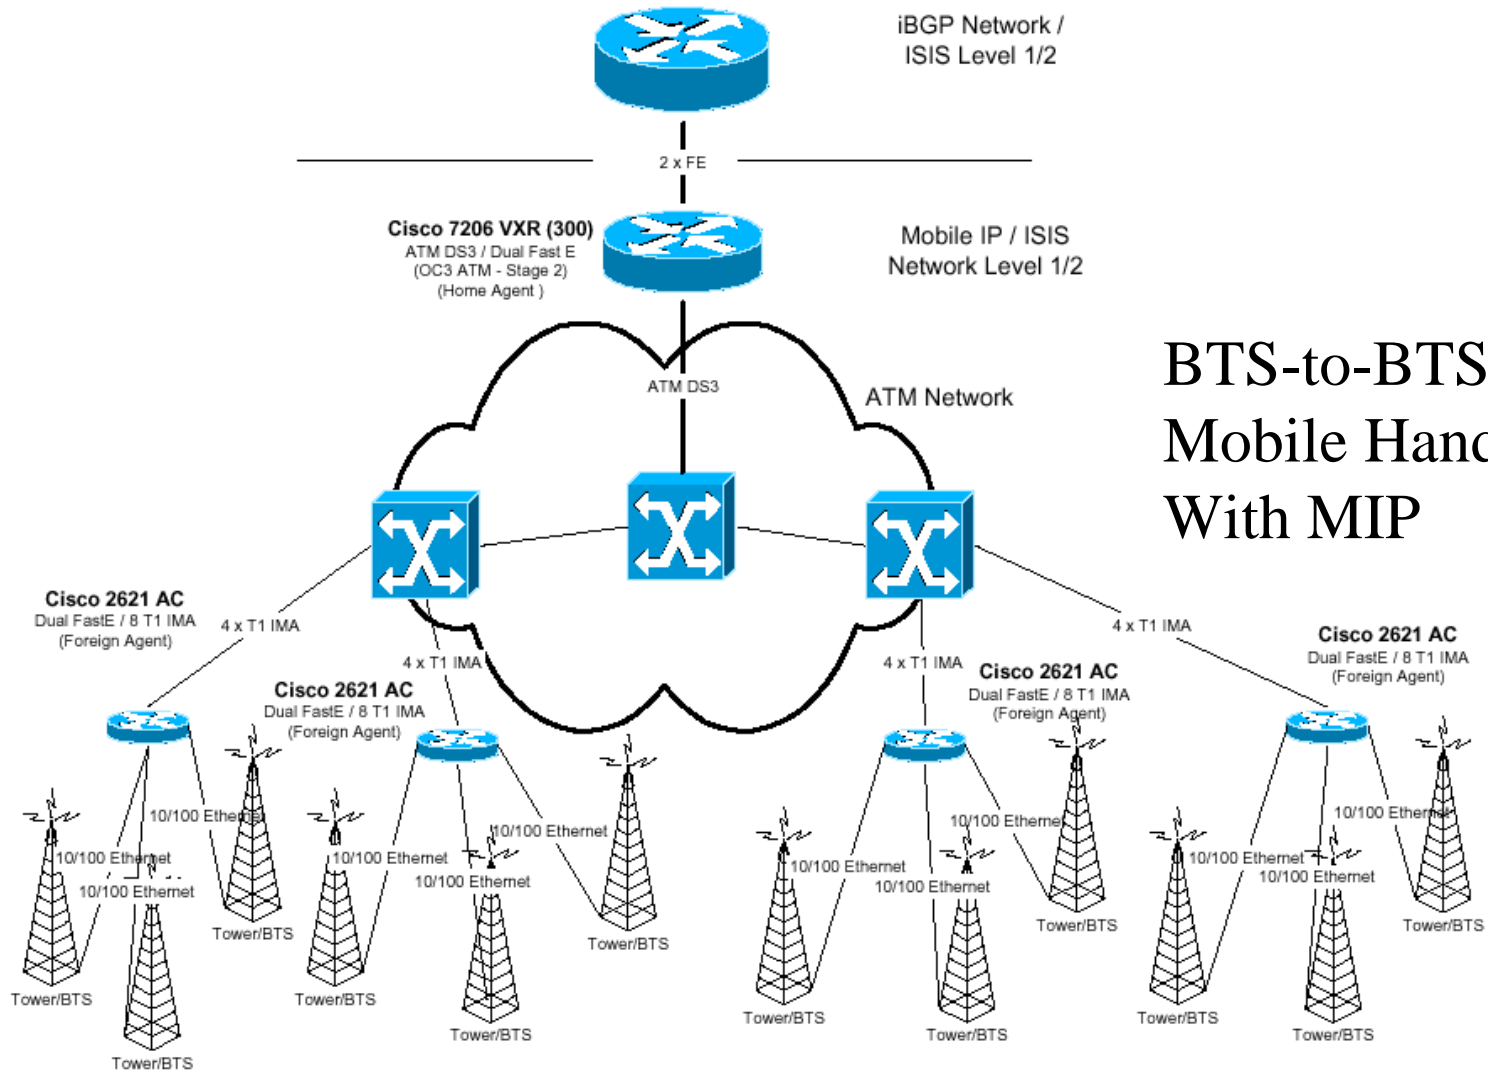 iBGP Network /
ISIS Level 1/2
2 x FE
Cisco 7206 VXR (300)
ATM DS3 / Dual Fast E
(OC3 ATM - Stage 2)
(Home Agent )
Mobile IP / ISIS
Network Level 1/2
BTS-to-BTS
Mobile Hand
With MIP
ATM DS3
ATM Network
Cisco 2621 AC
Dual FastE / 8 T1 IMA
(Foreign Agent)
4 x T1 IMA
4 x T1 IMA
Cisco 2621 AC
Dual FastE / 8 T1 IMA
(Foreign Agent)
4 x T1 IMA
Cisco 2621 AC
Dual FastE / 8 T1 IMA
(Foreign Agent)
4 x T1 IMA
Cisco 2621 AC
Dual FastE / 8 T1 IMA
(Foreign Agent)
10/100 Ethernet
10/100 Ethernet
10/100 Ethernet
Tower/BTS
Tower/BTS
Tower/BTS
10/100 Ethernet
10/100 Ethernet
10/100 Ethernet
Tower/BTS
Tower/BTS
Tower/BTS
10/100 Ethernet
10/100 Ethernet
10/100 Ethernet
Tower/BTS
Tower/BTS
Tower/BTS
10/100 Ethernet
10/100 Ethernet
10/100 Ethernet
Tower/BTS
Tower/BTS
Tower/BTS